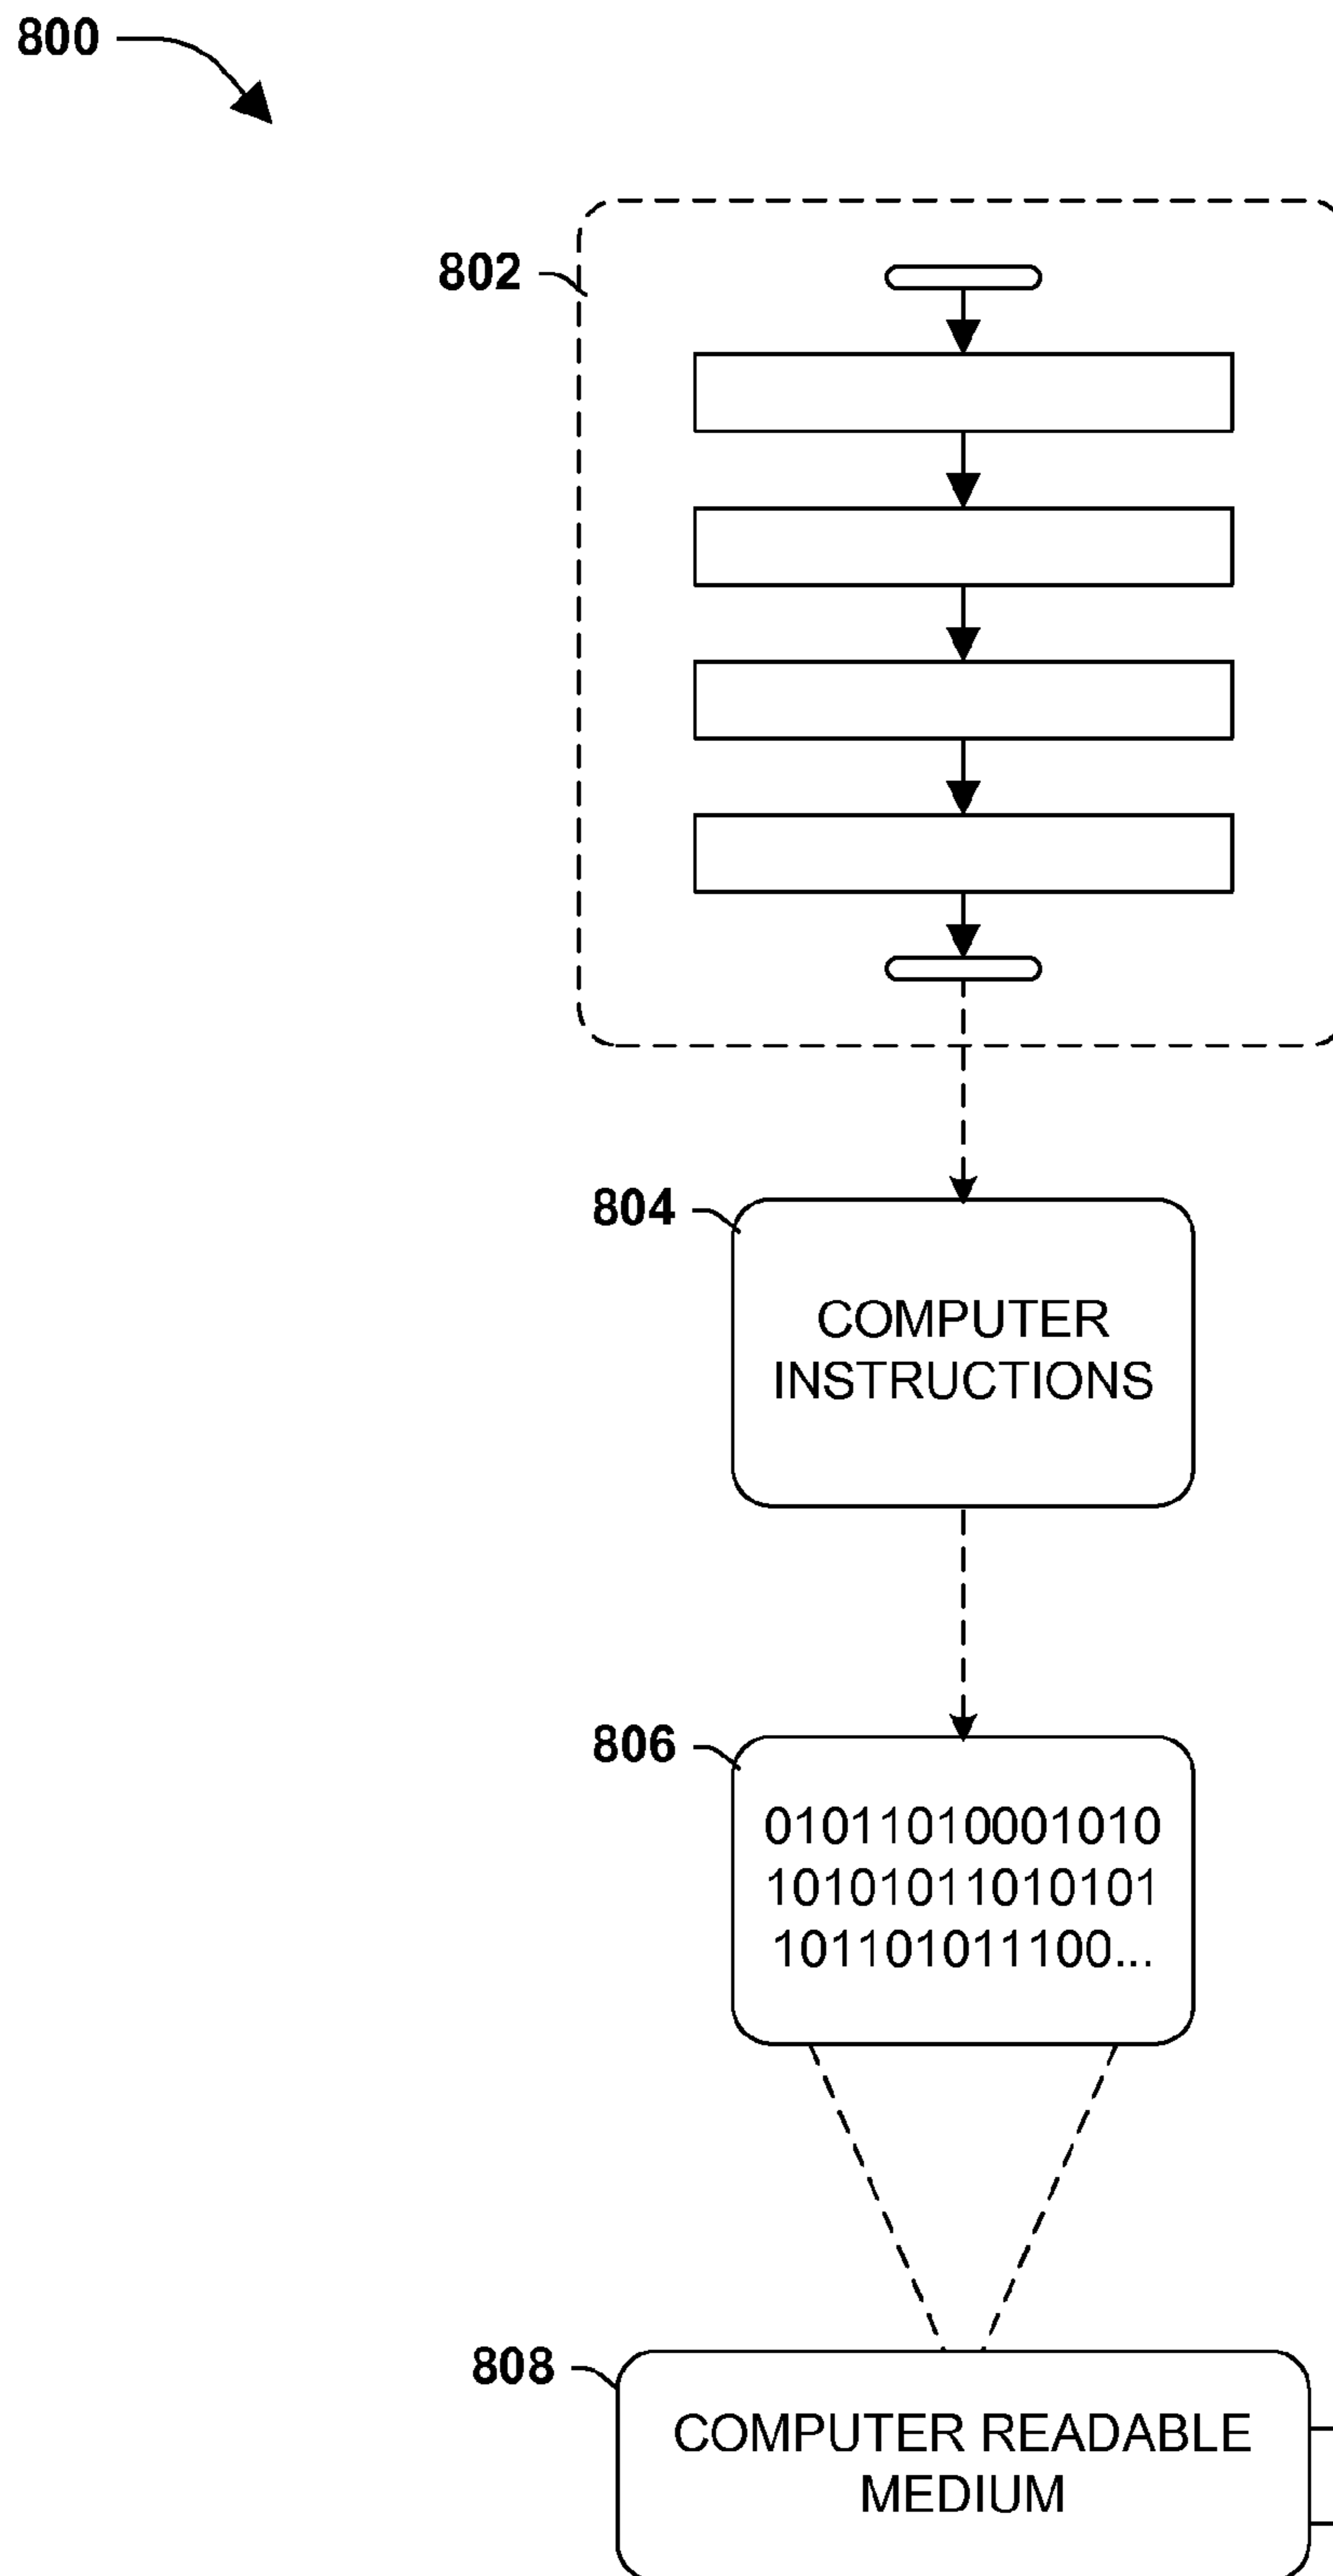 800
802
804
COMPUTER
INSTRUCTIONS
806
01011010001010
10101011010101
101101011100...
808
COMPUTER READABLE
MEDIUM